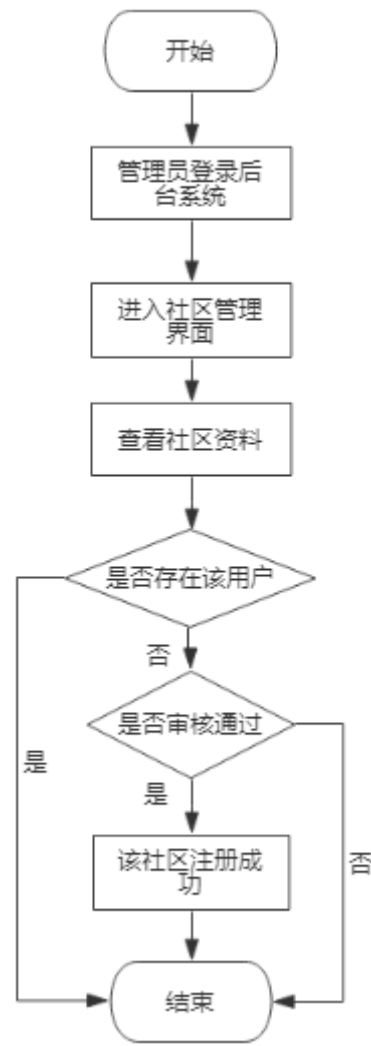 开始
管理员登录后
台系统
进入社区管理
界面
查看社区资料
是否存在该用户
否
是否审核通过
是
是
否
该社区注册成
功
结束